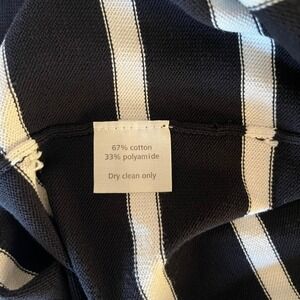 67% cotton
33% polyamide
Dry clean only